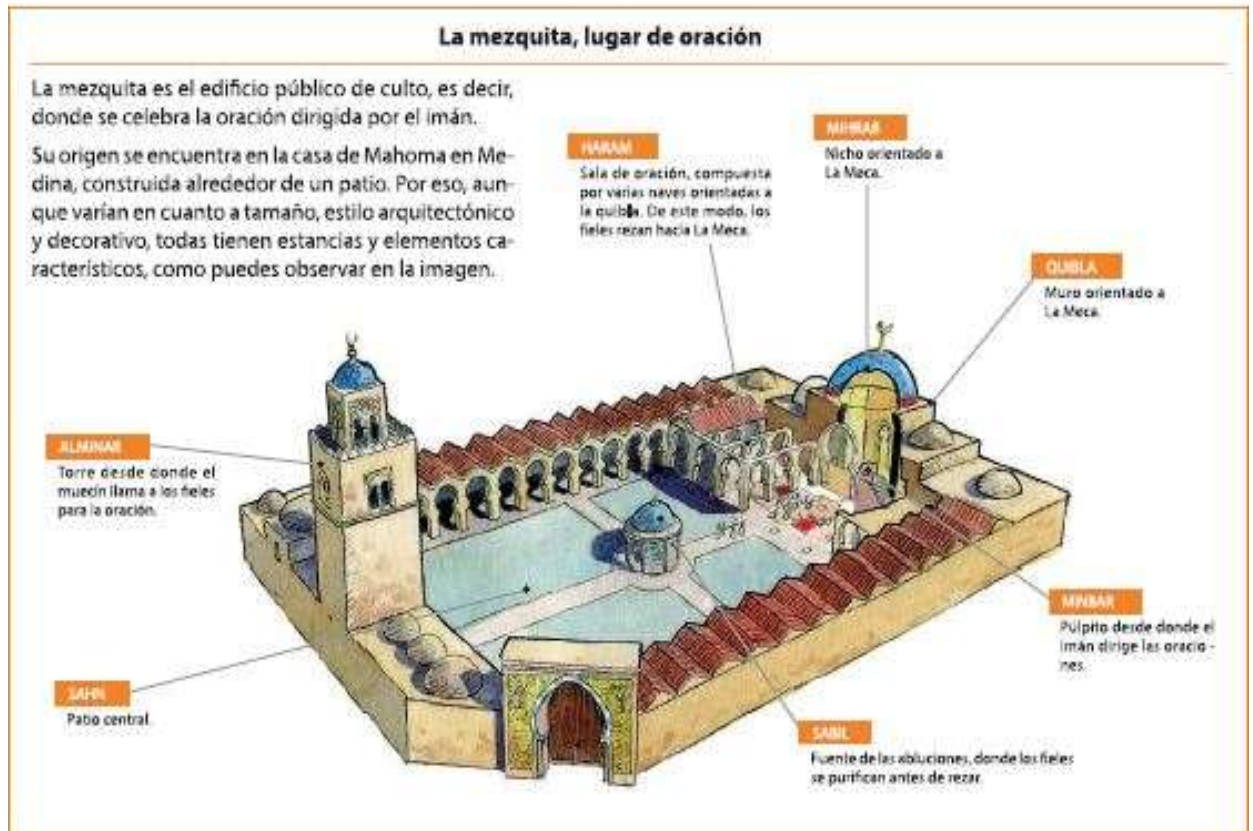 La mezquita, lugar de oración
La mezquita es el edificio público de culto, es decir,
donde se celebra la oración dirigida por el imán.
Su origen se encuentra en la casa de Mahoma en Me-
dina, construida alrededor de un patio. Por eso, aun-
que varían en cuanto a tamaño, estilo arquitectónico
y decorativo, todas tienen estancias y elementos ca-
racterísticos, como puedes observar en la imagen.
HARAM
Sala de oración, compuesta
por varias naves orientadas a
la quibla. De este modo, los
fieles rezan hacia La Meca.
MIHRAB
Nicho orientado a
La Meca.
QUIBLA
Muro orientado a
La Meca.
ALMINAR
Torre desde donde el
muecín llama a los fieles
para la oración.
MINBAR
Púlpito desde donde el
imán dirige las oracio-
nes.
SAHN
Patio central.
SABIL
Fuente de las abluciones, donde los fieles
se purifican antes de rezar.